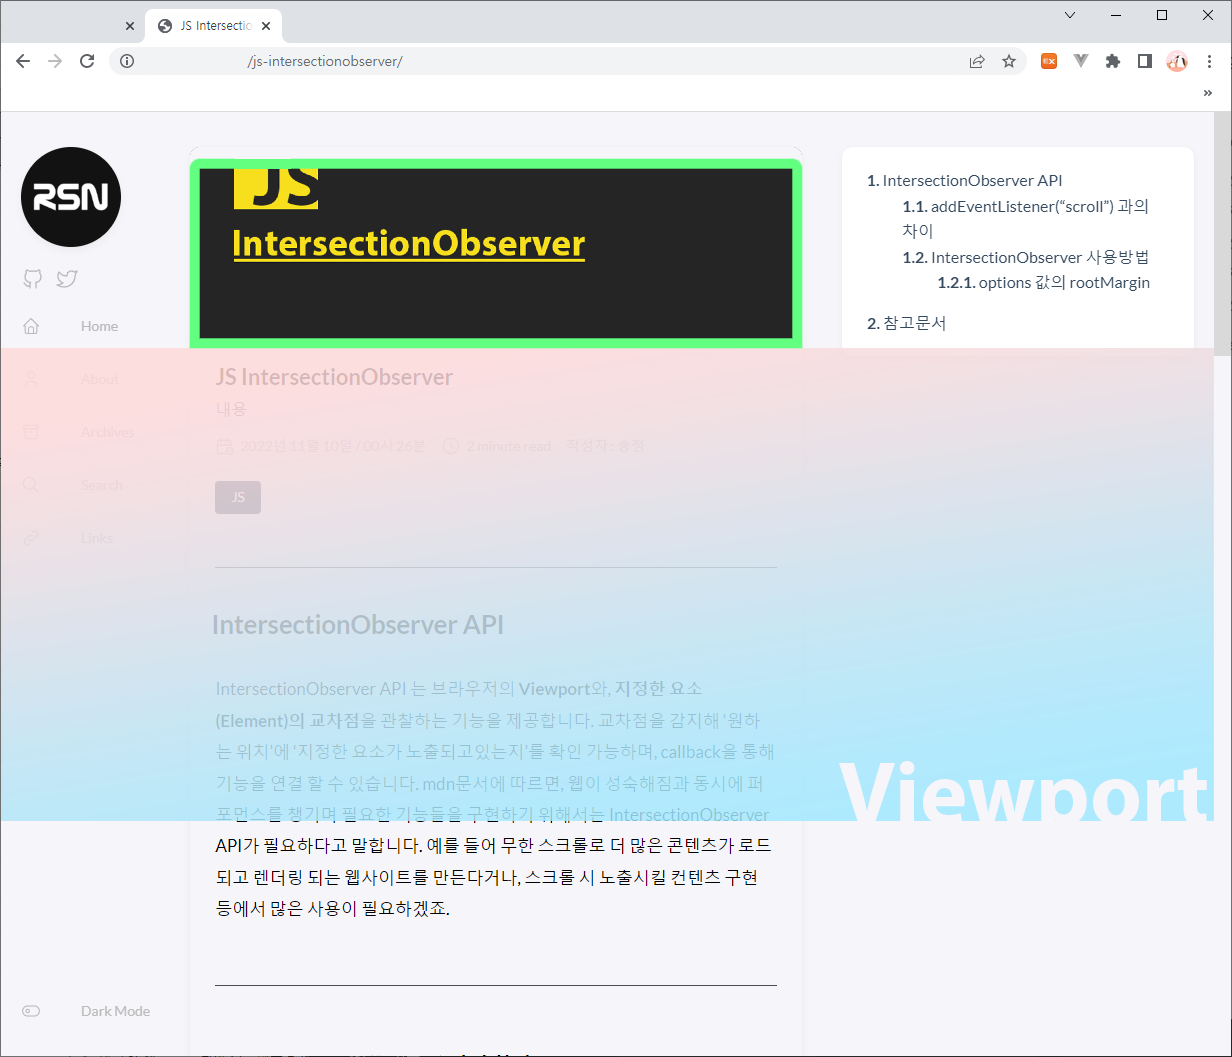 JS Intersectio
/js-intersectionobserver/
RSN
Home
About
Archives
Search
Links
Dark Mode
JS
IntersectionObserver
JS IntersectionObserver
내용
2022년 11월 10일 / 00시 26분 2 minute read 작성자 : 송정
JS
IntersectionObserver API
IntersectionObserver API 는 브라우저의 Viewport와, 지정한 요소
(Element)의 교차점을 관찰하는 기능을 제공합니다. 교차점을 감지해 ‘원하
는 위치’에 ‘지정한 요소가 노출되고있는지’를 확인 가능하며, callback을 통해
기능을 연결 할 수 있습니다. mdn문서에 따르면, 웹이 성숙해짐과 동시에 퍼
포먼스를 챙기며 필요한 기능들을 구현하기 위해서는 IntersectionObserver
API가 필요하다고 말합니다. 예를 들어 무한 스크롤로 더 많은 콘텐츠가 로드
되고 렌더링 되는 웹사이트를 만든다거나, 스크롤 시 노출시킬 컨텐츠 구현
등에서 많은 사용이 필요하겠죠.
1. IntersectionObserver API
1.1. addEventListener(“scroll”) 과의
차이
1.2. IntersectionObserver 사용방법
1.2.1. options 값의 rootMargin
2. 참고문서
Viewport